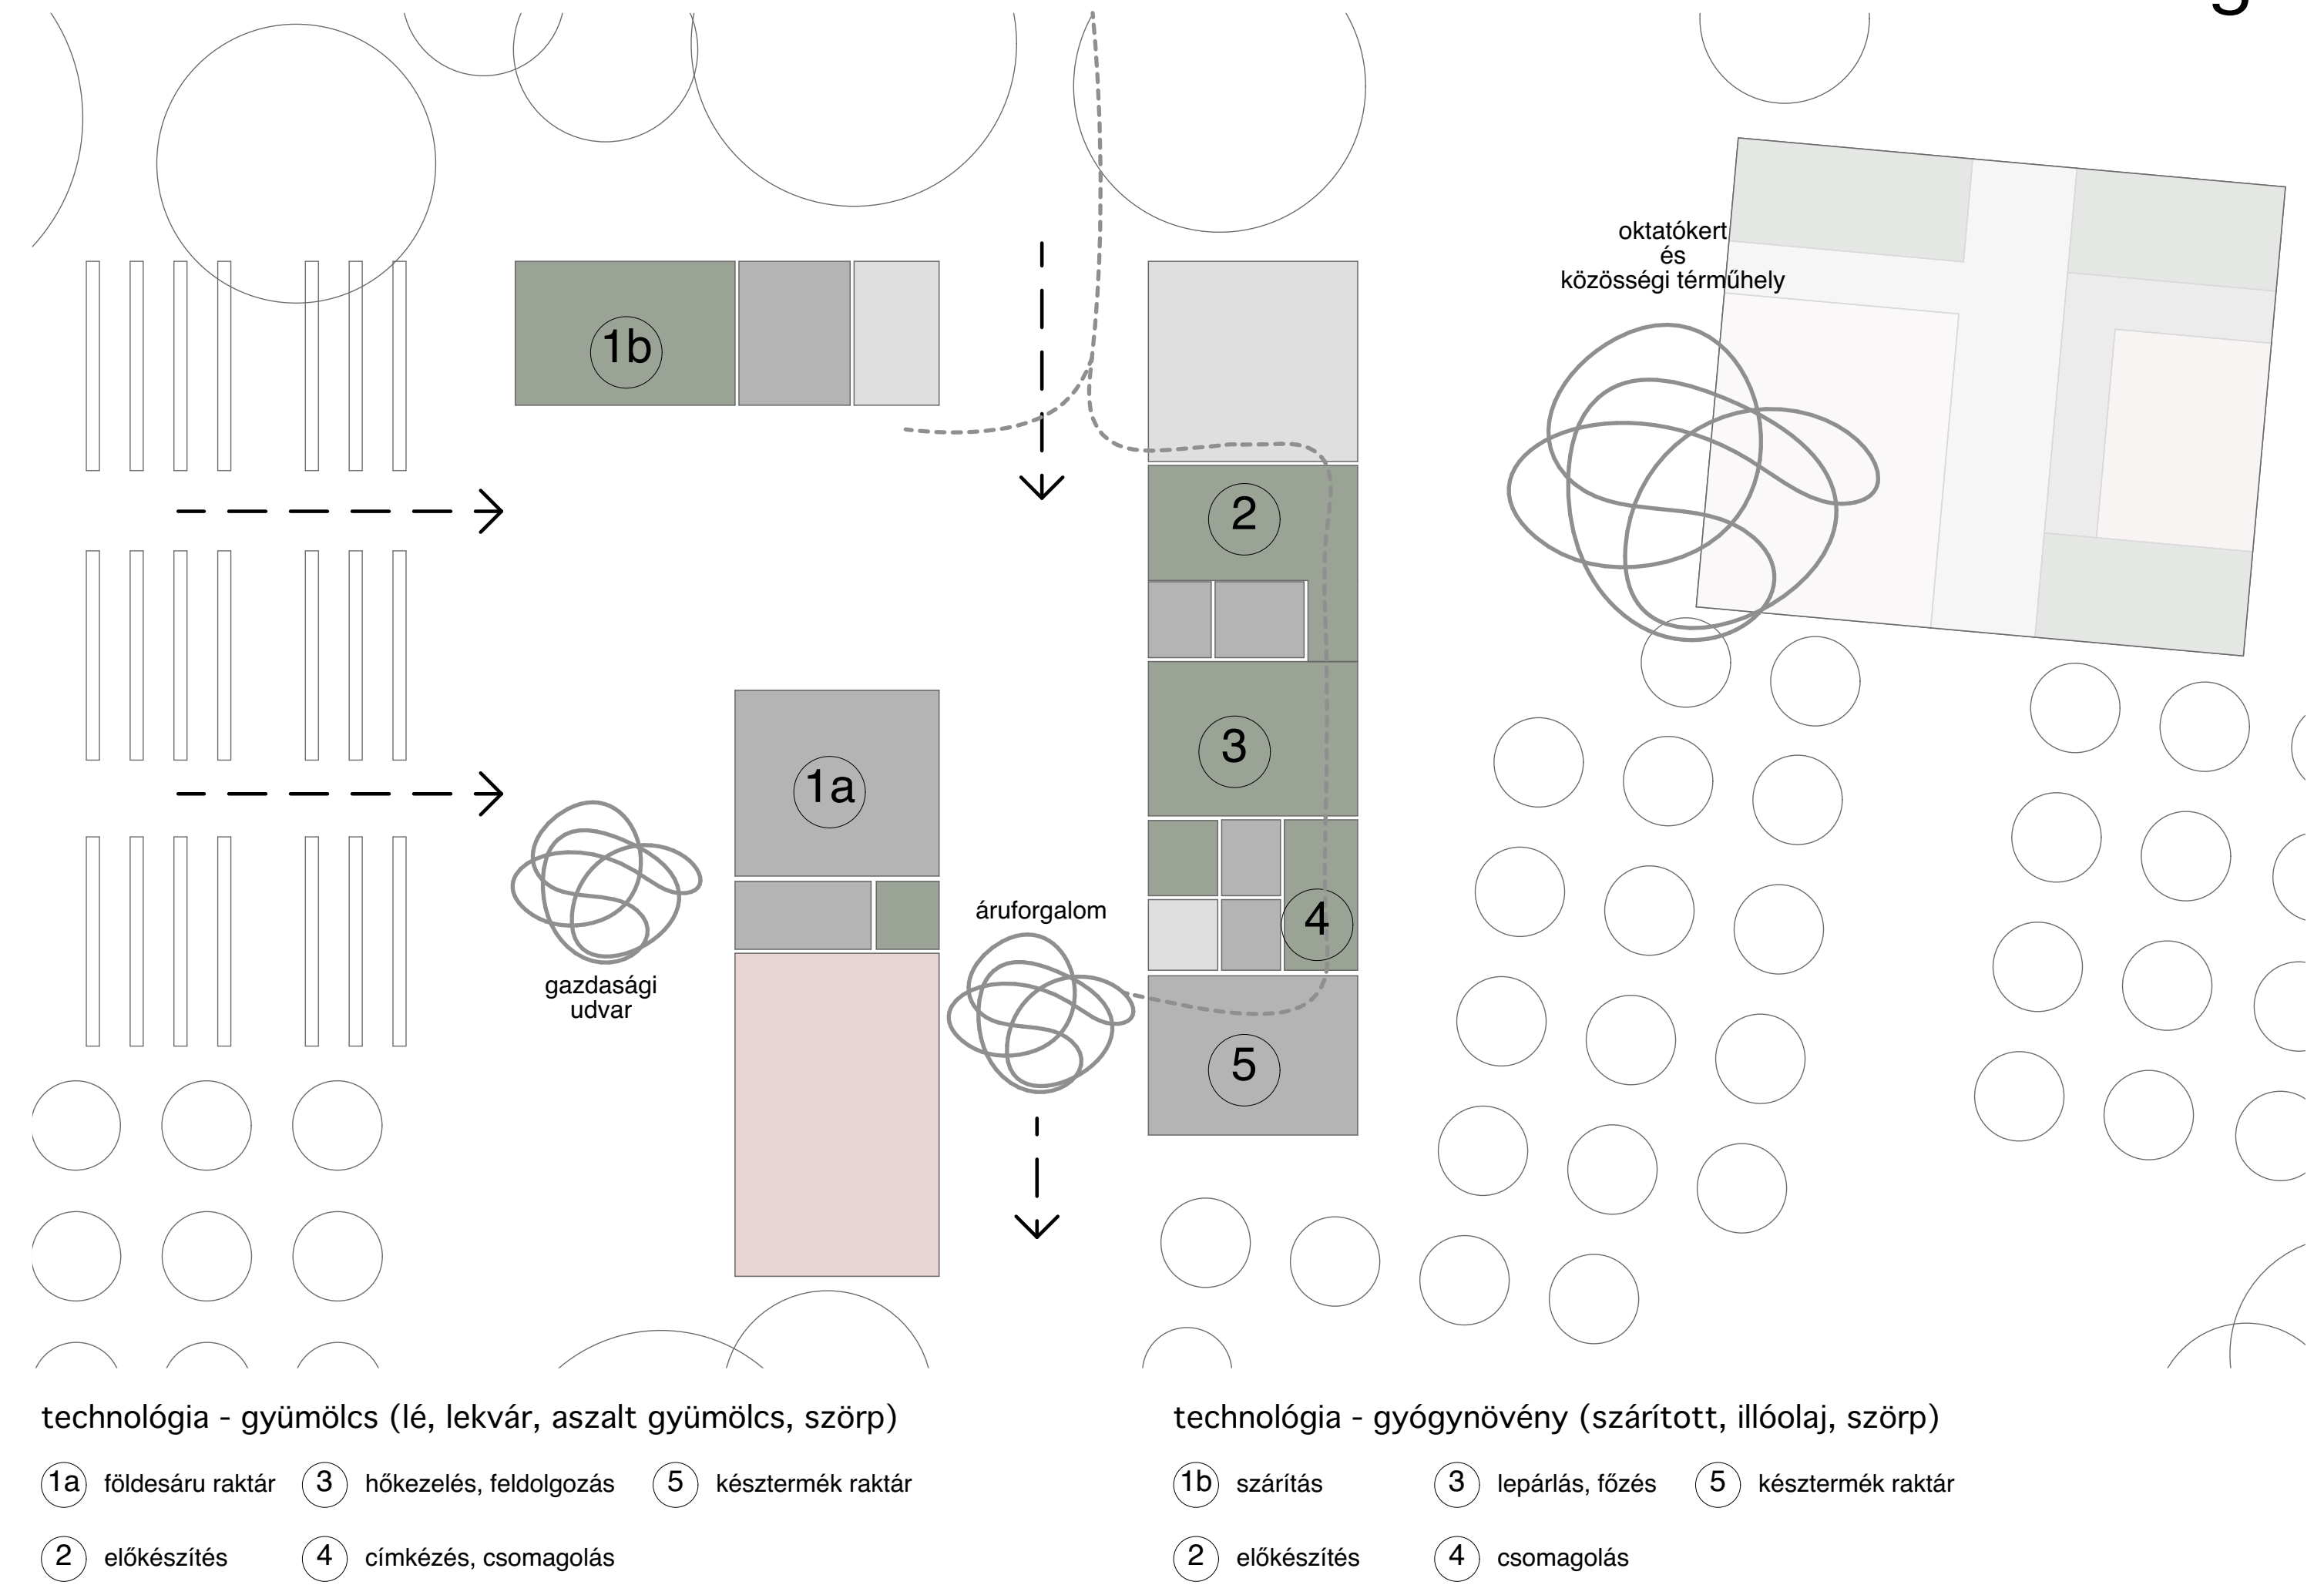 oktatókert
és
közösségi térműhely
1b
2
3
1a
4
áruforgalom
gazdasági
udvar
5
technológia - gyümölcs (lé, lekvár, aszalt gyümölcs, szörp)
1a földesáru raktár 3 hőkezelés, feldolgozás 5 késztermék raktár
2 előkészítés 4 címkézés, csomagolás
technológia - gyógynövény (szárított, illóolaj, szörp)
1b szárítás 3 lepárlás, főzés 5 késztermék raktár
2 előkészítés 4 csomagolás